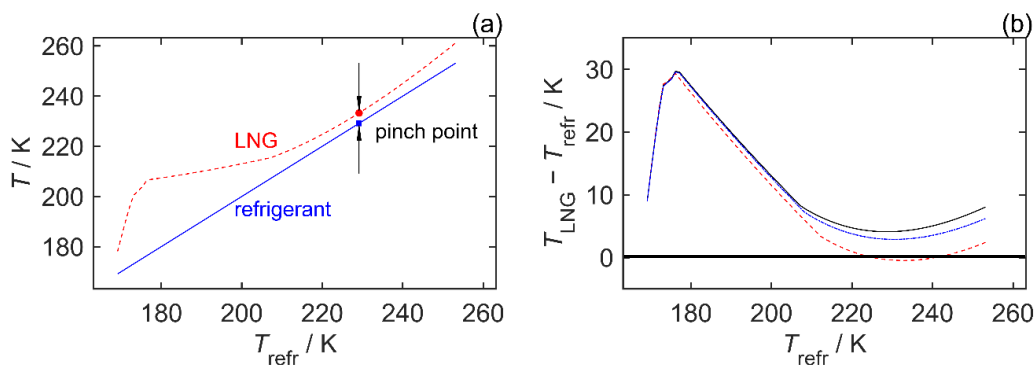 (a)
260
240
220
200
180
T / K
LNG
pinch point
refrigerant
180 200 220 240 260
T_refr / K
(b)
30
20
10
0
T_LNG − T_refr / K
180 200 220 240 260
T_refr / K